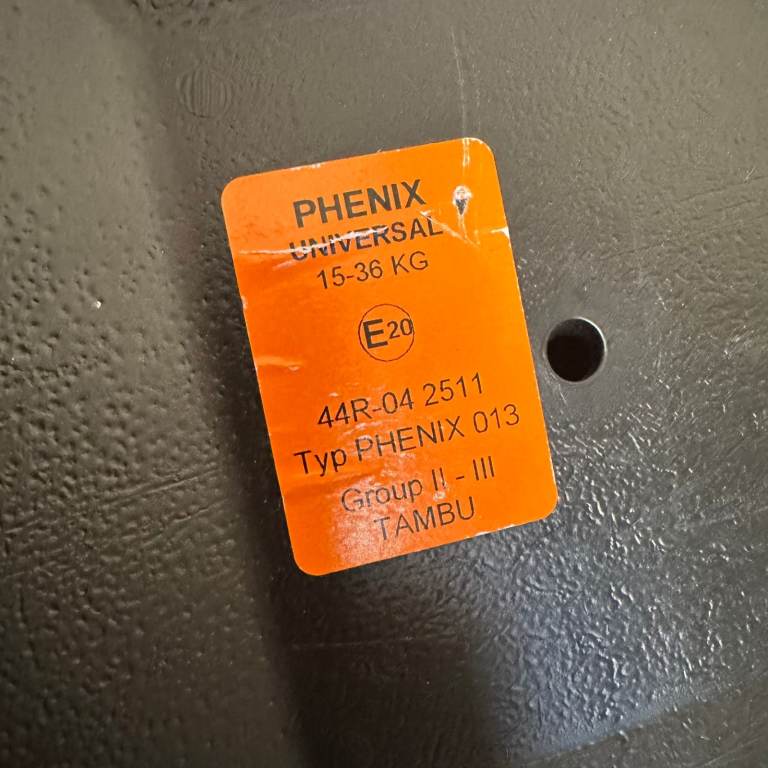 PHENIX
UNIVERSAL
15-36 KG
E20
44R-04 2511
Typ PHENIX 013
Group II - III
TAMBU